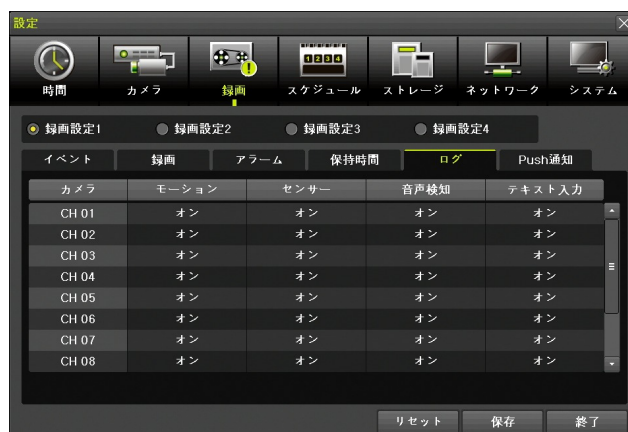 設定
時間 カメラ 録画 スケジュール ストレージ ネットワーク システム
1 2 3 4
録画設定1 録画設定2 録画設定3 録画設定4
イベント 録画 アラーム 保持時間 ログ Push通知
カメラ モーション センサー 音声検知 テキスト入力
CH 01 オン オン オン オン
CH 02 オン オン オン オン
CH 03 オン オン オン オン
CH 04 オン オン オン オン
CH 05 オン オン オン オン
CH 06 オン オン オン オン
CH 07 オン オン オン オン
CH 08 オン オン オン オン
リセット 保存 終了